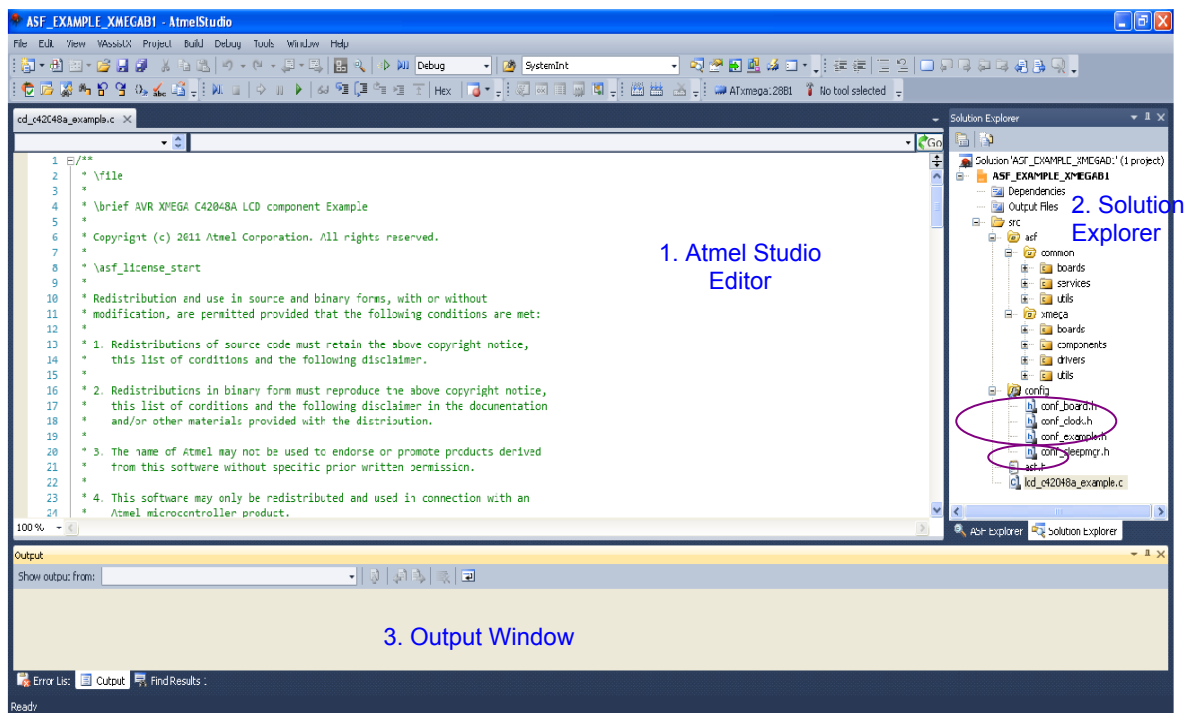 ASF_EXAMPLE_XMEGAB1 - AtmelStudio
File Edit View VAssistX Project Build Debug Tools Window Help
Debug SystemInt
Hex ATxmega128B1 No tool selected
cd_c42048a_example.c
Go
1 /**
2 * \file
3 *
4 * \brief AVR XMEGA C42048A LCD component Example
5 *
6 * Copyright (c) 2011 Atmel Corporation. All rights reserved.
7 *
8 * \asf_license_start
9 *
10 * Redistribution and use in source and binary forms, with or without
11 * modification, are permitted provided that the following conditions are met:
12 *
13 * 1. Redistributions of source code must retain the above copyright notice,
14 * this list of conditions and the following disclaimer.
15 *
16 * 2. Redistributions in binary form must reproduce the above copyright notice,
17 * this list of conditions and the following disclaimer in the documentation
18 * and/or other materials provided with the distribution.
19 *
20 * 3. The name of Atmel may not be used to endorse or promote products derived
21 * from this software without specific prior written permission.
22 *
23 * 4. This software may only be redistributed and used in connection with an
24 * Atmel microcontroller product.
100 %
1. Atmel Studio
Editor
Solution Explorer
Solution 'ASF_EXAMPLE_XMEGAB1' (1 project)
ASF_EXAMPLE_XMEGAB1
Dependencies
Output Files
src
asf
common
boards
services
utils
xmega
boards
components
drivers
utils
config
conf_board.h
conf_clock.h
conf_example.h
conf_sleepmgr.h
asf.h
lcd_c42048a_example.c
2. Solution
Explorer
ASF Explorer Solution Explorer
Output
Show output from:
3. Output Window
Error List Output Find Results 1
Ready